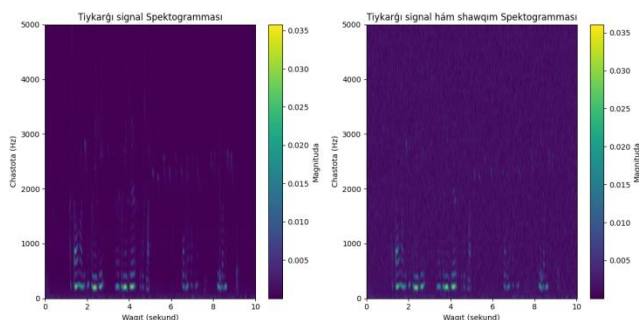 Tiykarǵı signal Spektogramması
5000
4000
3000
2000
1000
0
Chastota (Hz)
0 2 4 6 8 10
Waqıt (sekund)
0.035
0.030
0.025
0.020
0.015
0.010
0.005
Magnituda
Tiykarǵı signal hám shawqım Spektogramması
5000
4000
3000
2000
1000
0
Chastota (Hz)
0 2 4 6 8 10
Waqıt (sekund)
0.035
0.030
0.025
0.020
0.015
0.010
0.005
Magnituda